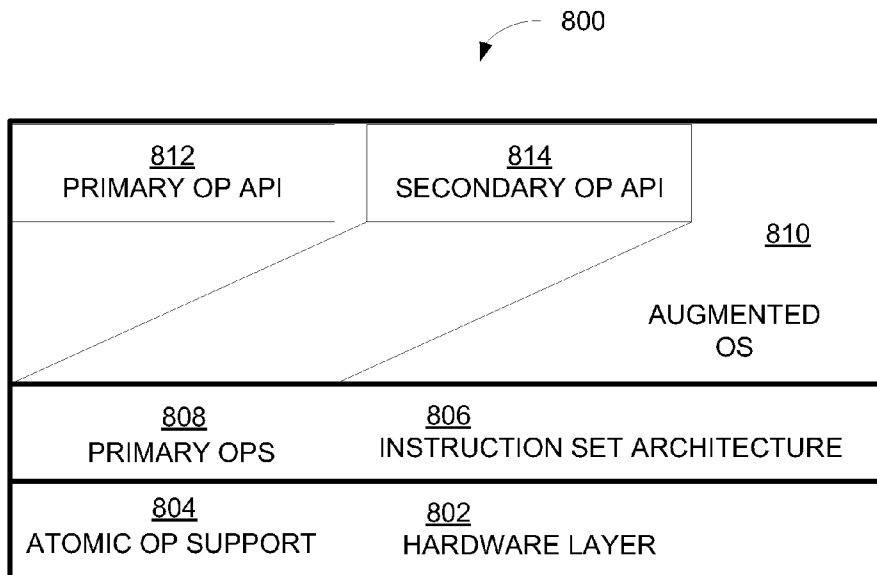 800
812
PRIMARY OP API
814
SECONDARY OP API
810
AUGMENTED
OS
808
PRIMARY OPS
806
INSTRUCTION SET ARCHITECTURE
804
ATOMIC OP SUPPORT
802
HARDWARE LAYER